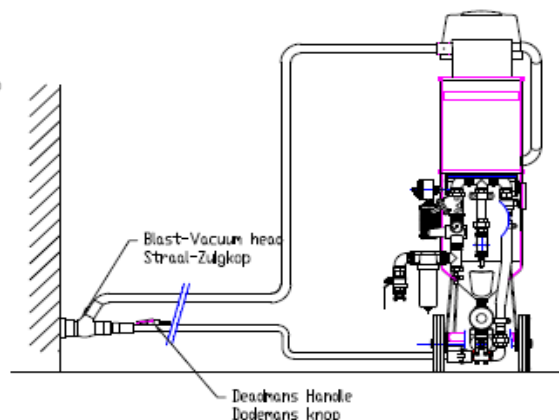 Blast-Vacuum head
Straal-Zuigkop
Deadmans Handle
Dodemans knop